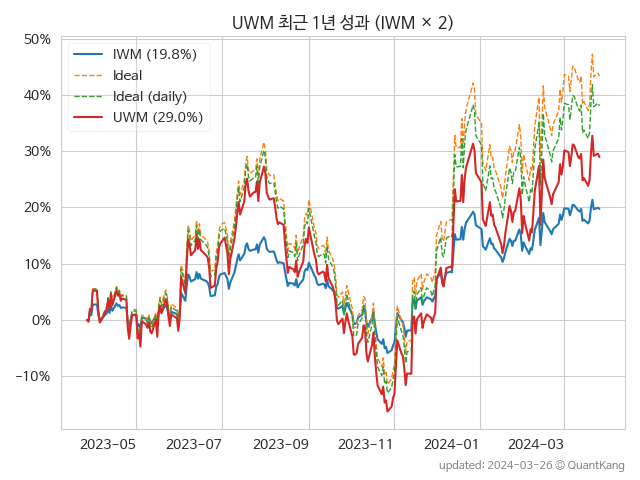 UWM 최근 1년 성과 (IWM × 2)
50%
40%
30%
20%
10%
0%
−10%
IWM (19.8%)
Ideal
Ideal (daily)
UWM (29.0%)
2023-05
2023-07
2023-09
2023-11
2024-01
2024-03
updated: 2024-03-26 © QuantKang